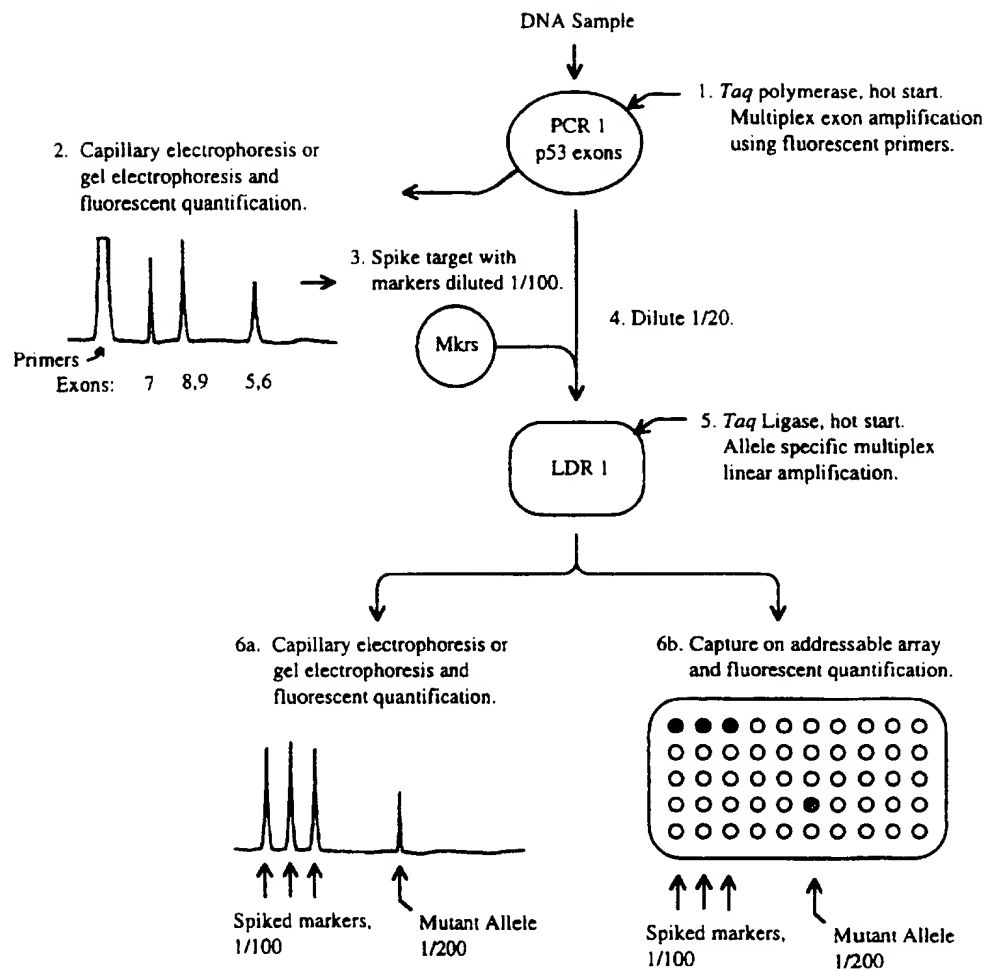 DNA Sample
1. Taq polymerase, hot start.
Multiplex exon amplification
using fluorescent primers.
PCR 1
p53 exons
2. Capillary electrophoresis or
gel electrophoresis and
fluorescent quantification.
3. Spike target with
markers diluted 1/100.
4. Dilute 1/20.
Mkrs
Primers
Exons: 7 8,9 5,6
5. Taq Ligase, hot start.
Allele specific multiplex
linear amplification.
LDR 1
6a. Capillary electrophoresis or
gel electrophoresis and
fluorescent quantification.
6b. Capture on addressable array
and fluorescent quantification.
Spiked markers,
1/100
Mutant Allele
1/200
Spiked markers,
1/100
Mutant Allele
1/200